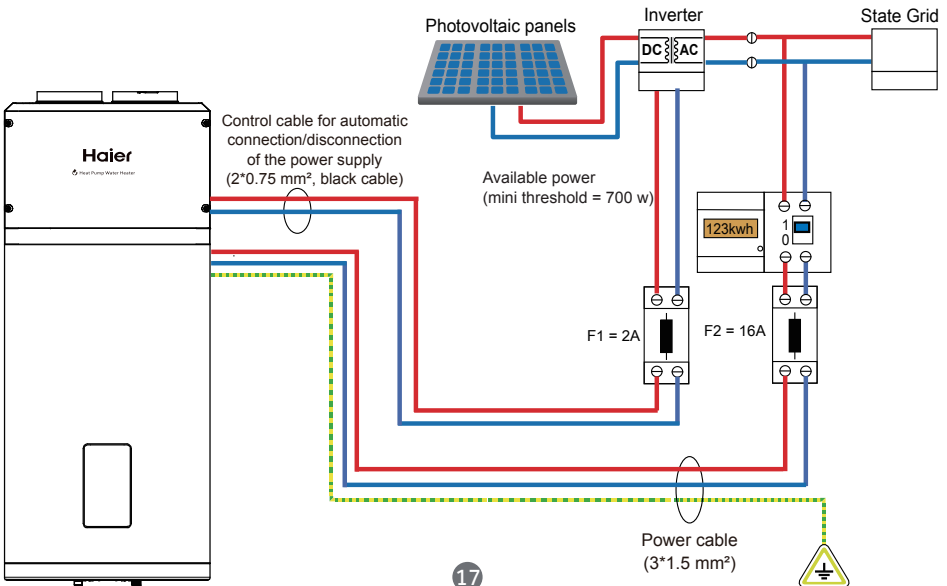 Photovoltaic panels
Inverter
State Grid
DC
AC
Haier
Heat Pump Water Heater
Control cable for automatic
connection/disconnection
of the power supply
(2*0.75 mm², black cable)
Available power
(mini threshold = 700 w)
123kwh
1
0
F1 = 2A
F2 = 16A
Power cable
(3*1.5 mm²)
17